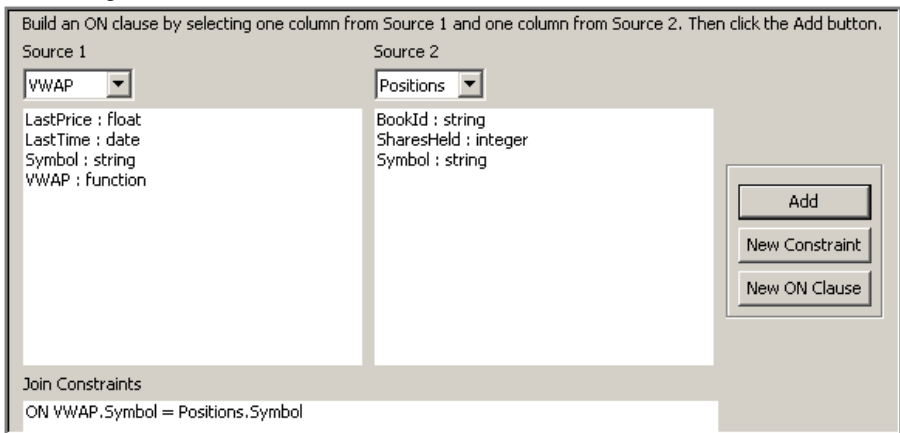 Build an ON clause by selecting one column from Source 1 and one column from Source 2. Then click the Add button.
Source 1 Source 2
VWAP Positions
LastPrice : float BookId : string
LastTime : date SharesHeld : integer
Symbol : string Symbol : string
VWAP : function
Add
New Constraint
New ON Clause
Join Constraints
ON VWAP.Symbol = Positions.Symbol